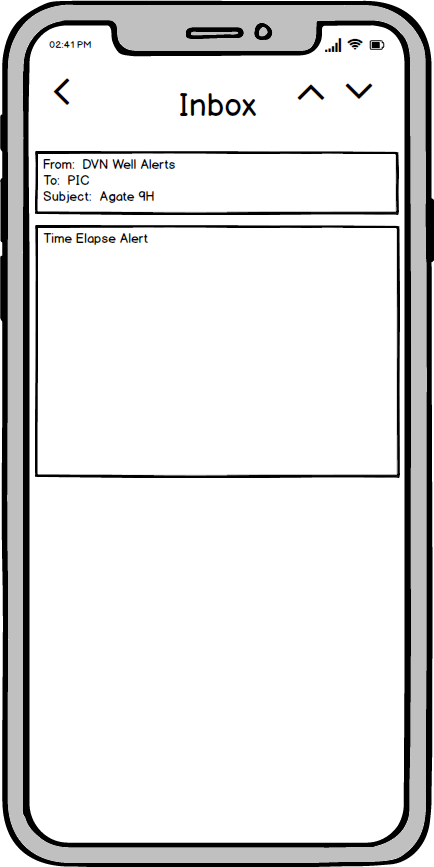 02:41 PM
Inbox
From: DVN Well Alerts
To: PIC
Subject: Agate 9H
Time Elapse Alert